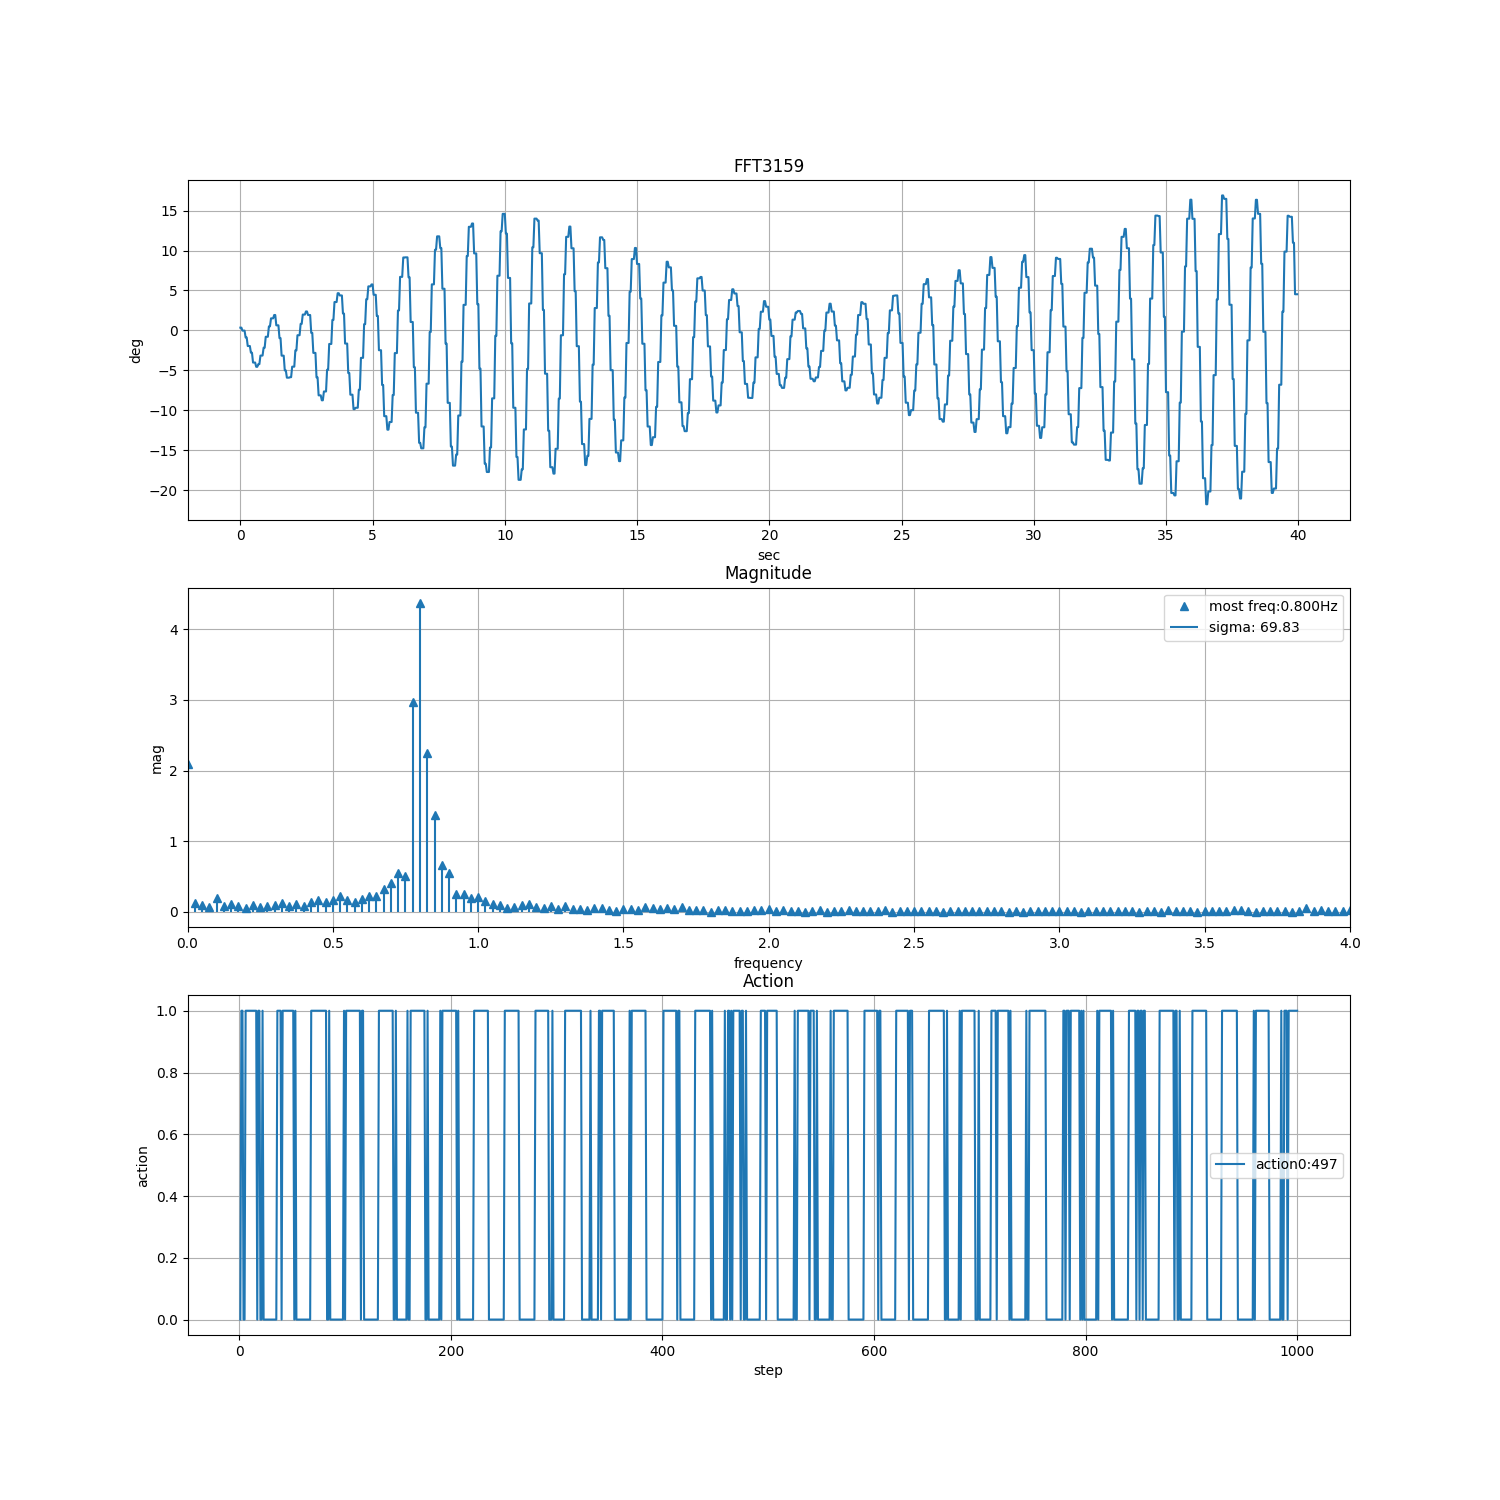 FFT3159
15
10
5
0
−5
−10
−15
−20
deg
0 5 10 15 20 25 30 35 40
sec
Magnitude
most freq:0.800Hz
sigma: 69.83
4
3
2
1
0
mag
0.0 0.5 1.0 1.5 2.0 2.5 3.0 3.5 4.0
frequency
Action
1.0
0.8
0.6
0.4
0.2
0.0
action
action0:497
0 200 400 600 800 1000
step